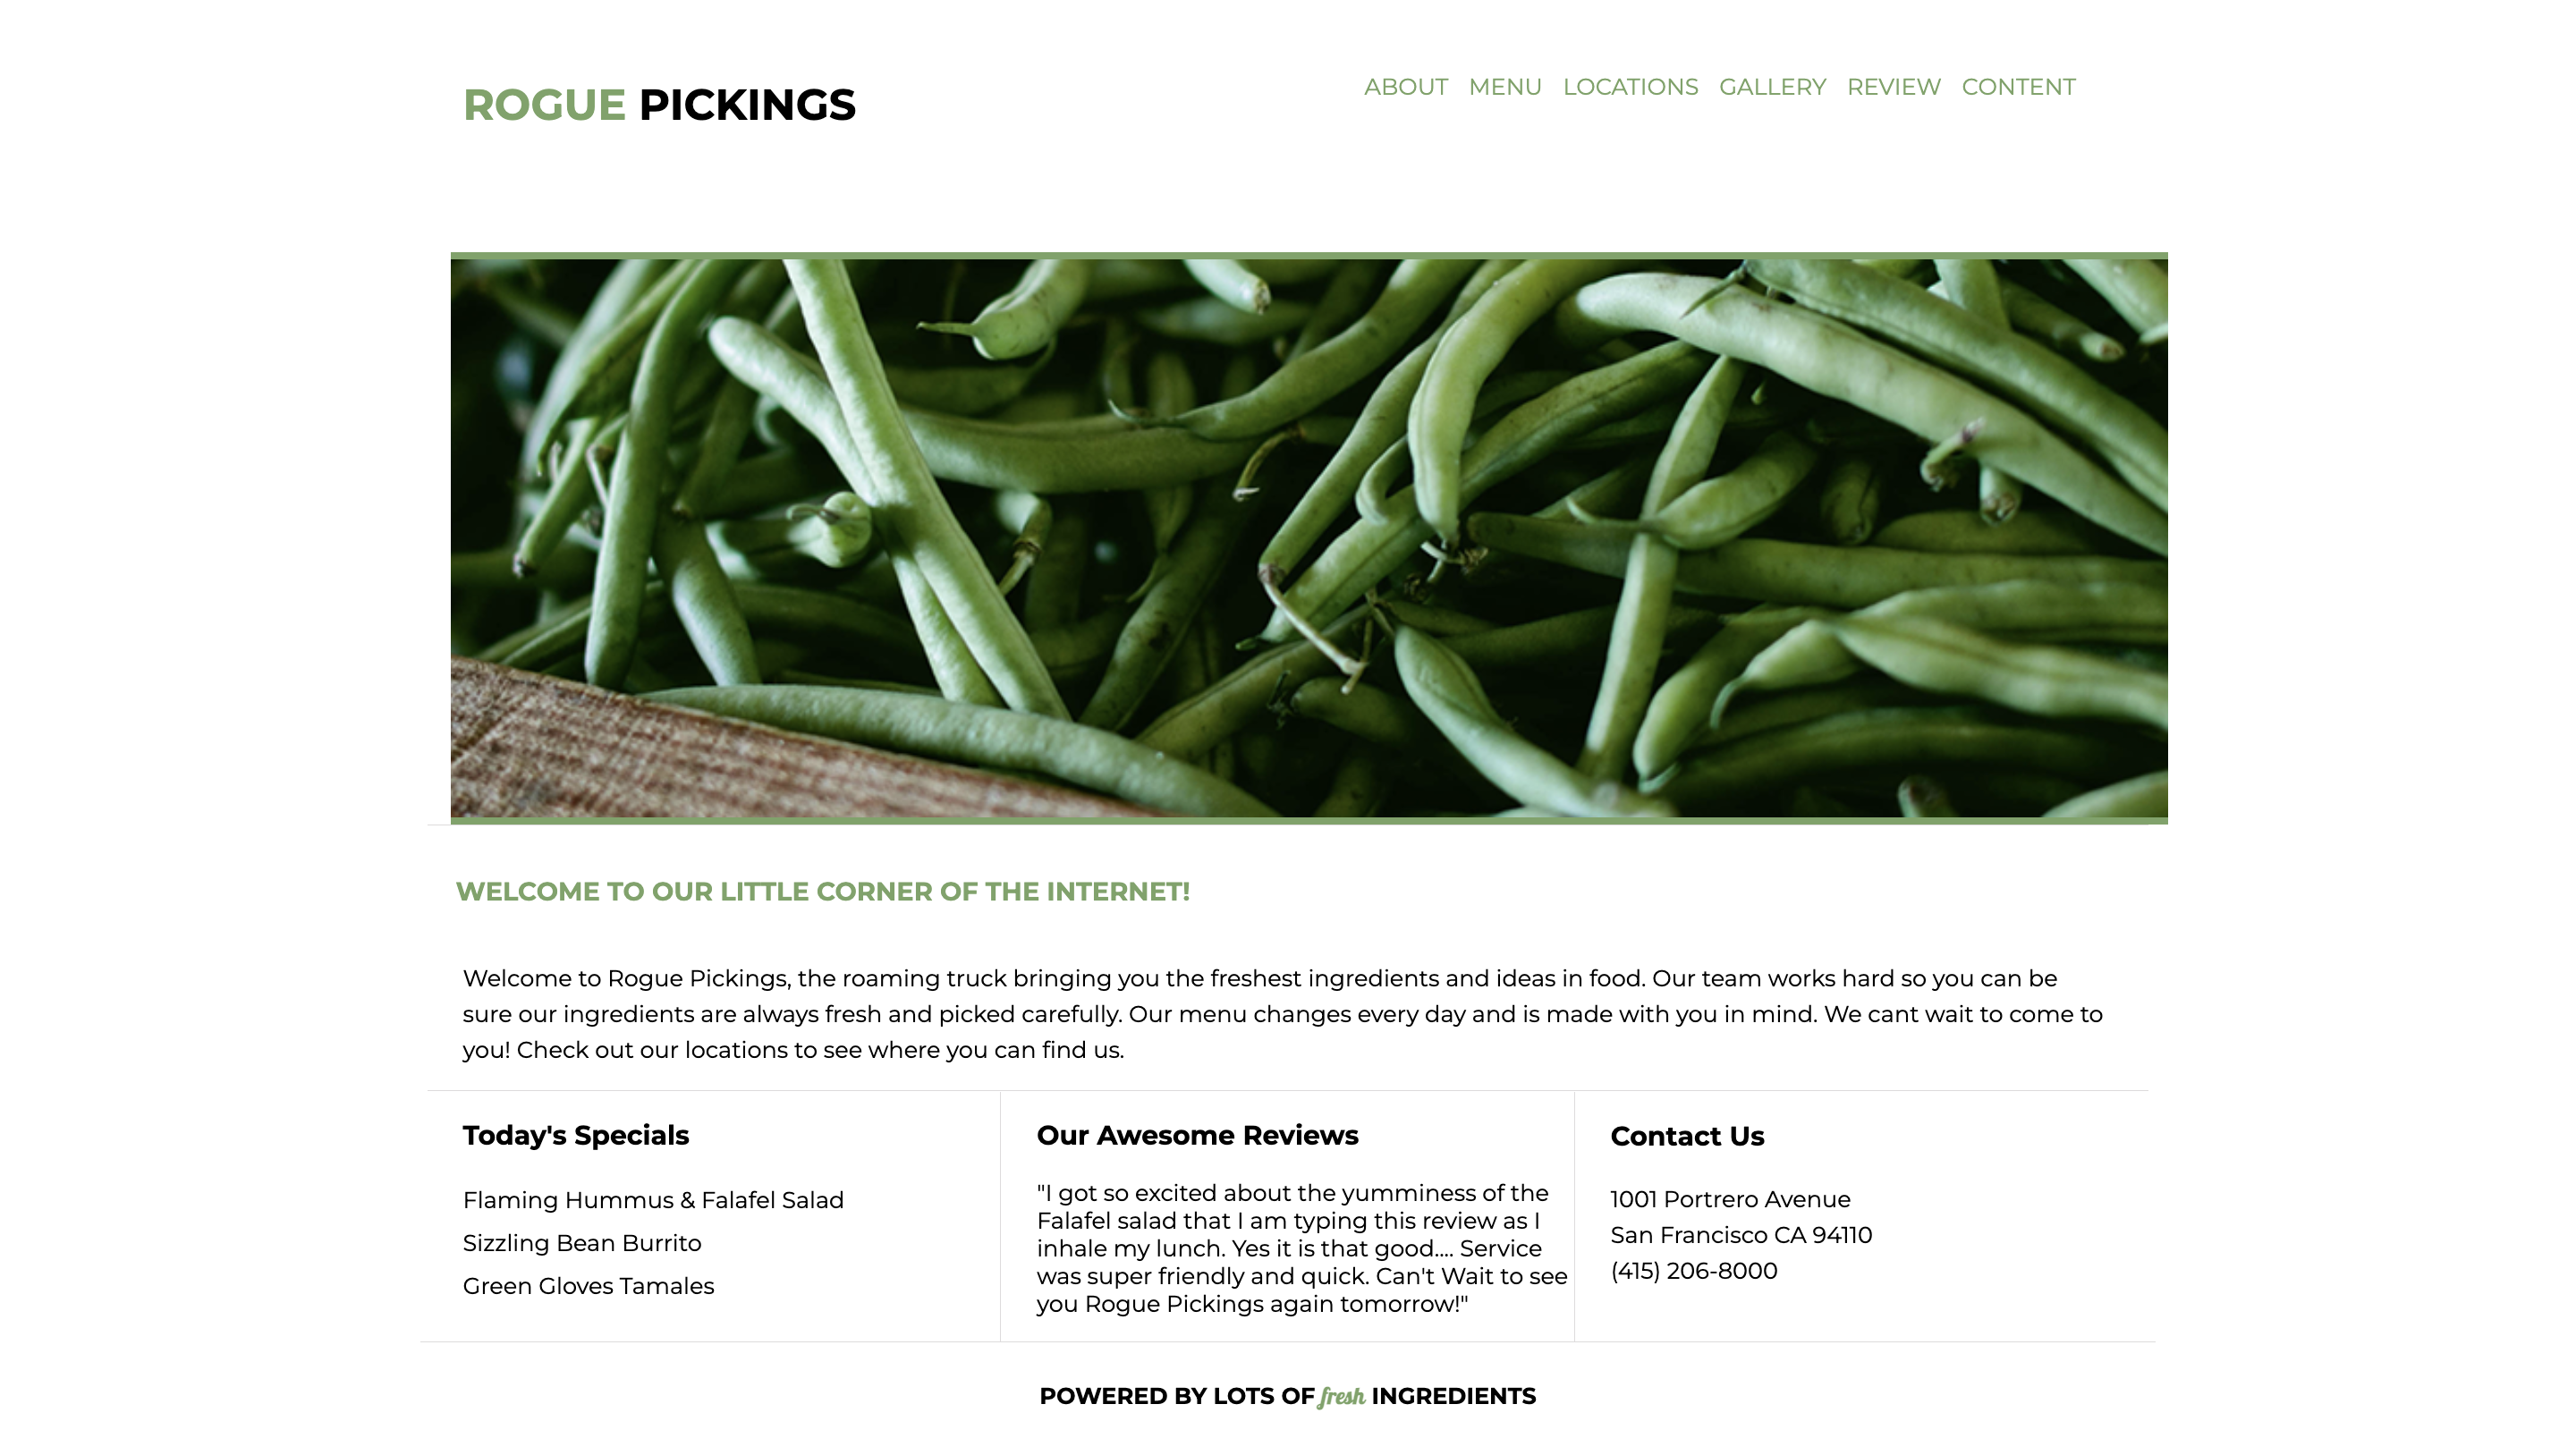 ROGUE PICKINGS
ABOUT MENU LOCATIONS GALLERY REVIEW CONTENT
WELCOME TO OUR LITTLE CORNER OF THE INTERNET!
Welcome to Rogue Pickings, the roaming truck bringing you the freshest ingredients and ideas in food. Our team works hard so you can be
sure our ingredients are always fresh and picked carefully. Our menu changes every day and is made with you in mind. We cant wait to come to
you! Check out our locations to see where you can find us.
Today's Specials
Flaming Hummus & Falafel Salad
Sizzling Bean Burrito
Green Gloves Tamales
Our Awesome Reviews
"I got so excited about the yumminess of the
Falafel salad that I am typing this review as I
inhale my lunch. Yes it is that good.... Service
was super friendly and quick. Can't Wait to see
you Rogue Pickings again tomorrow!"
Contact Us
1001 Portrero Avenue
San Francisco CA 94110
(415) 206-8000
POWERED BY LOTS OF fresh INGREDIENTS